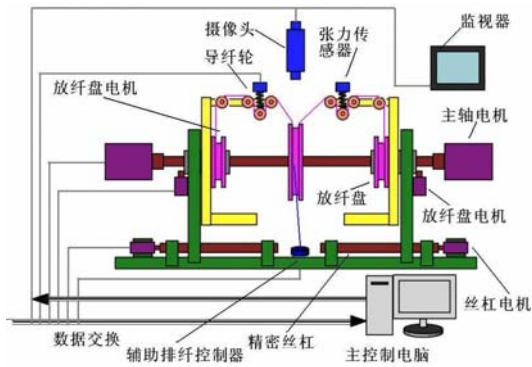 摄像头
张力传
感器
监视器
导纤轮
放纤盘电机
主轴电机
放纤盘
放纤盘电机
丝杠电机
数据交换
辅助排纤控制器
精密丝杠
主控制电脑